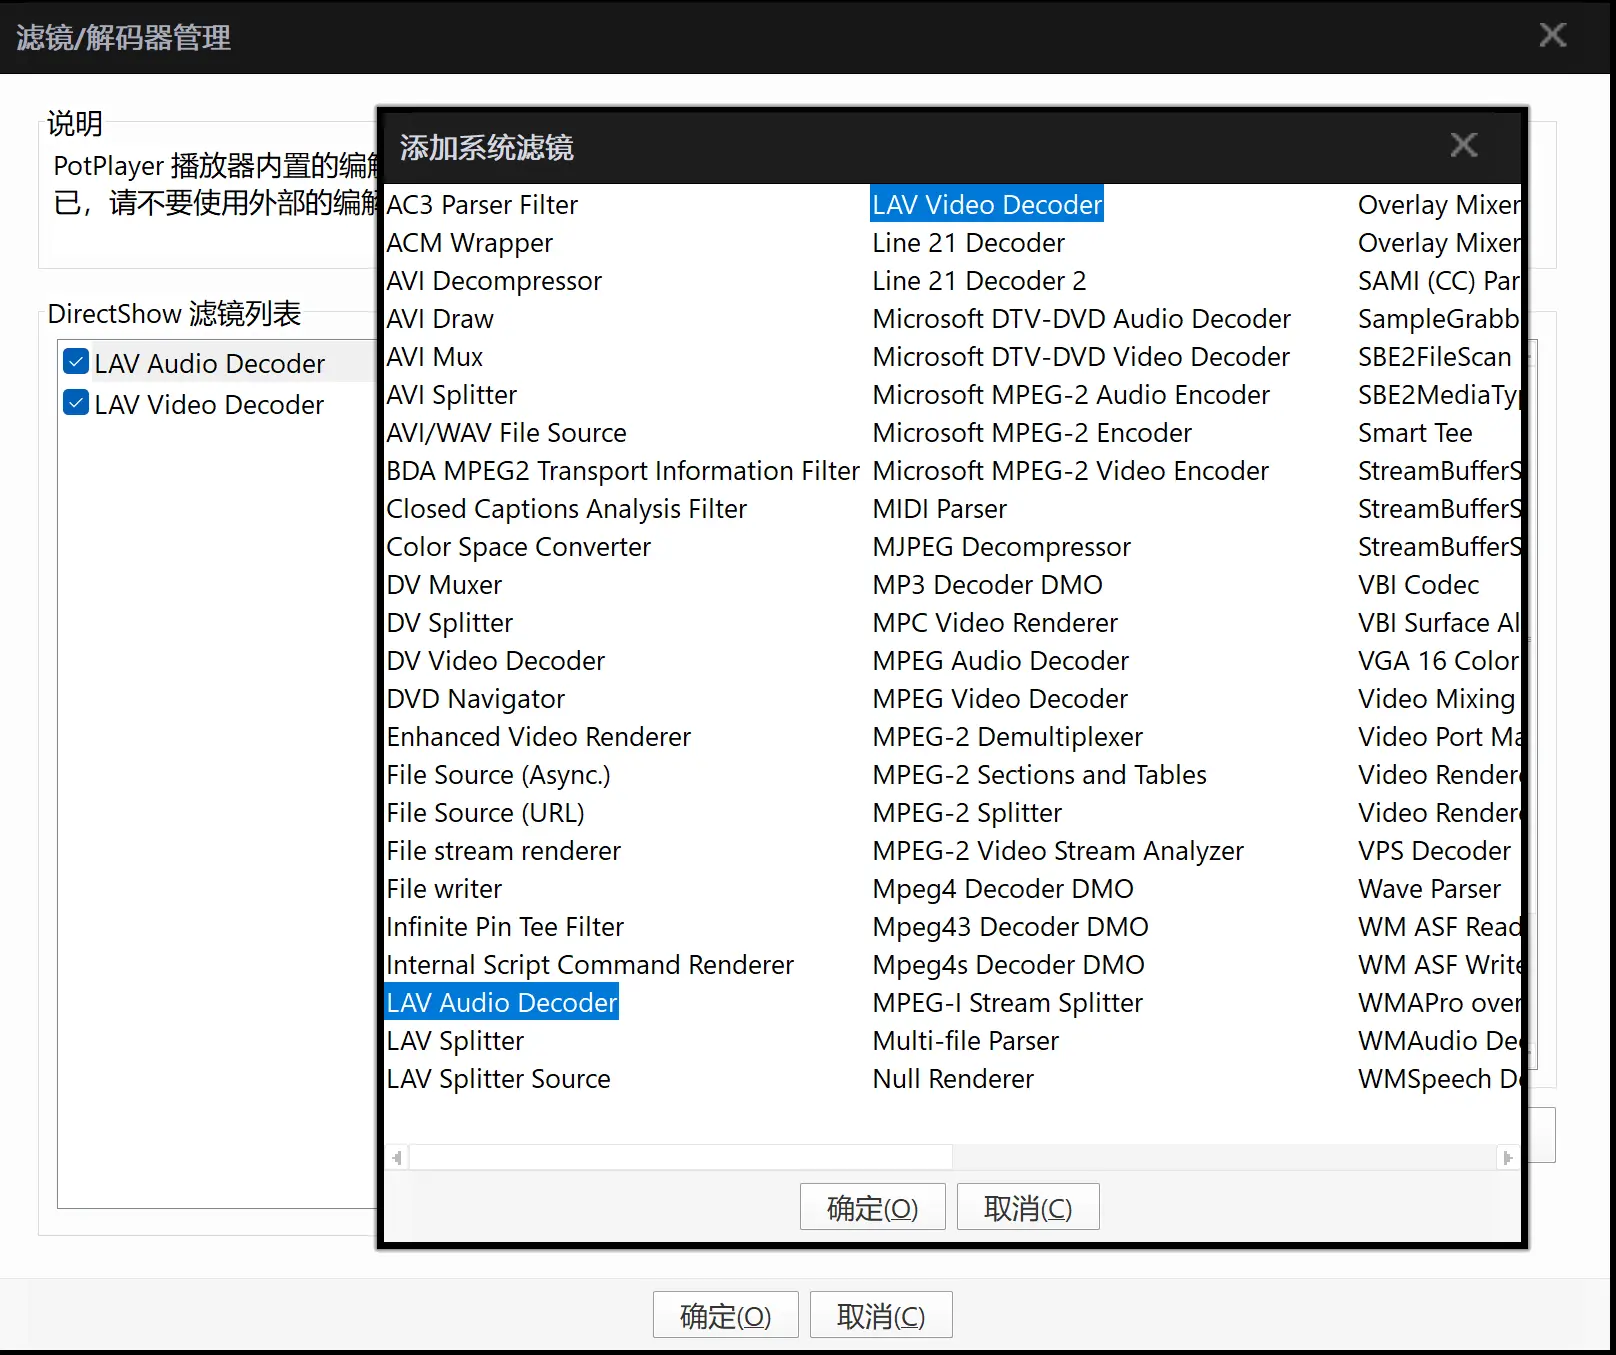 滤镜/解码器管理
说明
PotPlayer 播放器内置的编解
已，请不要使用外部的编解
DirectShow 滤镜列表
LAV Audio Decoder
LAV Video Decoder
添加系统滤镜
AC3 Parser Filter
ACM Wrapper
AVI Decompressor
AVI Draw
AVI Mux
AVI Splitter
AVI/WAV File Source
BDA MPEG2 Transport Information Filter
Closed Captions Analysis Filter
Color Space Converter
DV Muxer
DV Splitter
DV Video Decoder
DVD Navigator
Enhanced Video Renderer
File Source (Async.)
File Source (URL)
File stream renderer
File writer
Infinite Pin Tee Filter
Internal Script Command Renderer
LAV Audio Decoder
LAV Splitter
LAV Splitter Source
LAV Video Decoder
Line 21 Decoder
Line 21 Decoder 2
Microsoft DTV-DVD Audio Decoder
Microsoft DTV-DVD Video Decoder
Microsoft MPEG-2 Audio Encoder
Microsoft MPEG-2 Encoder
Microsoft MPEG-2 Video Encoder
MIDI Parser
MJPEG Decompressor
MP3 Decoder DMO
MPC Video Renderer
MPEG Audio Decoder
MPEG Video Decoder
MPEG-2 Demultiplexer
MPEG-2 Sections and Tables
MPEG-2 Splitter
MPEG-2 Video Stream Analyzer
Mpeg4 Decoder DMO
Mpeg43 Decoder DMO
Mpeg4s Decoder DMO
MPEG-I Stream Splitter
Multi-file Parser
Null Renderer
Overlay Mixer
Overlay Mixer
SAMI (CC) Par
SampleGrabb
SBE2FileScan
SBE2MediaTyp
Smart Tee
StreamBufferS
StreamBufferS
StreamBufferS
VBI Codec
VBI Surface Al
VGA 16 Color
Video Mixing
Video Port Ma
Video Rendere
Video Rendere
VPS Decoder
Wave Parser
WM ASF Read
WM ASF Write
WMAPro over
WMAudio Dec
WMSpeech De
确定(O)
取消(C)
确定(O)
取消(C)